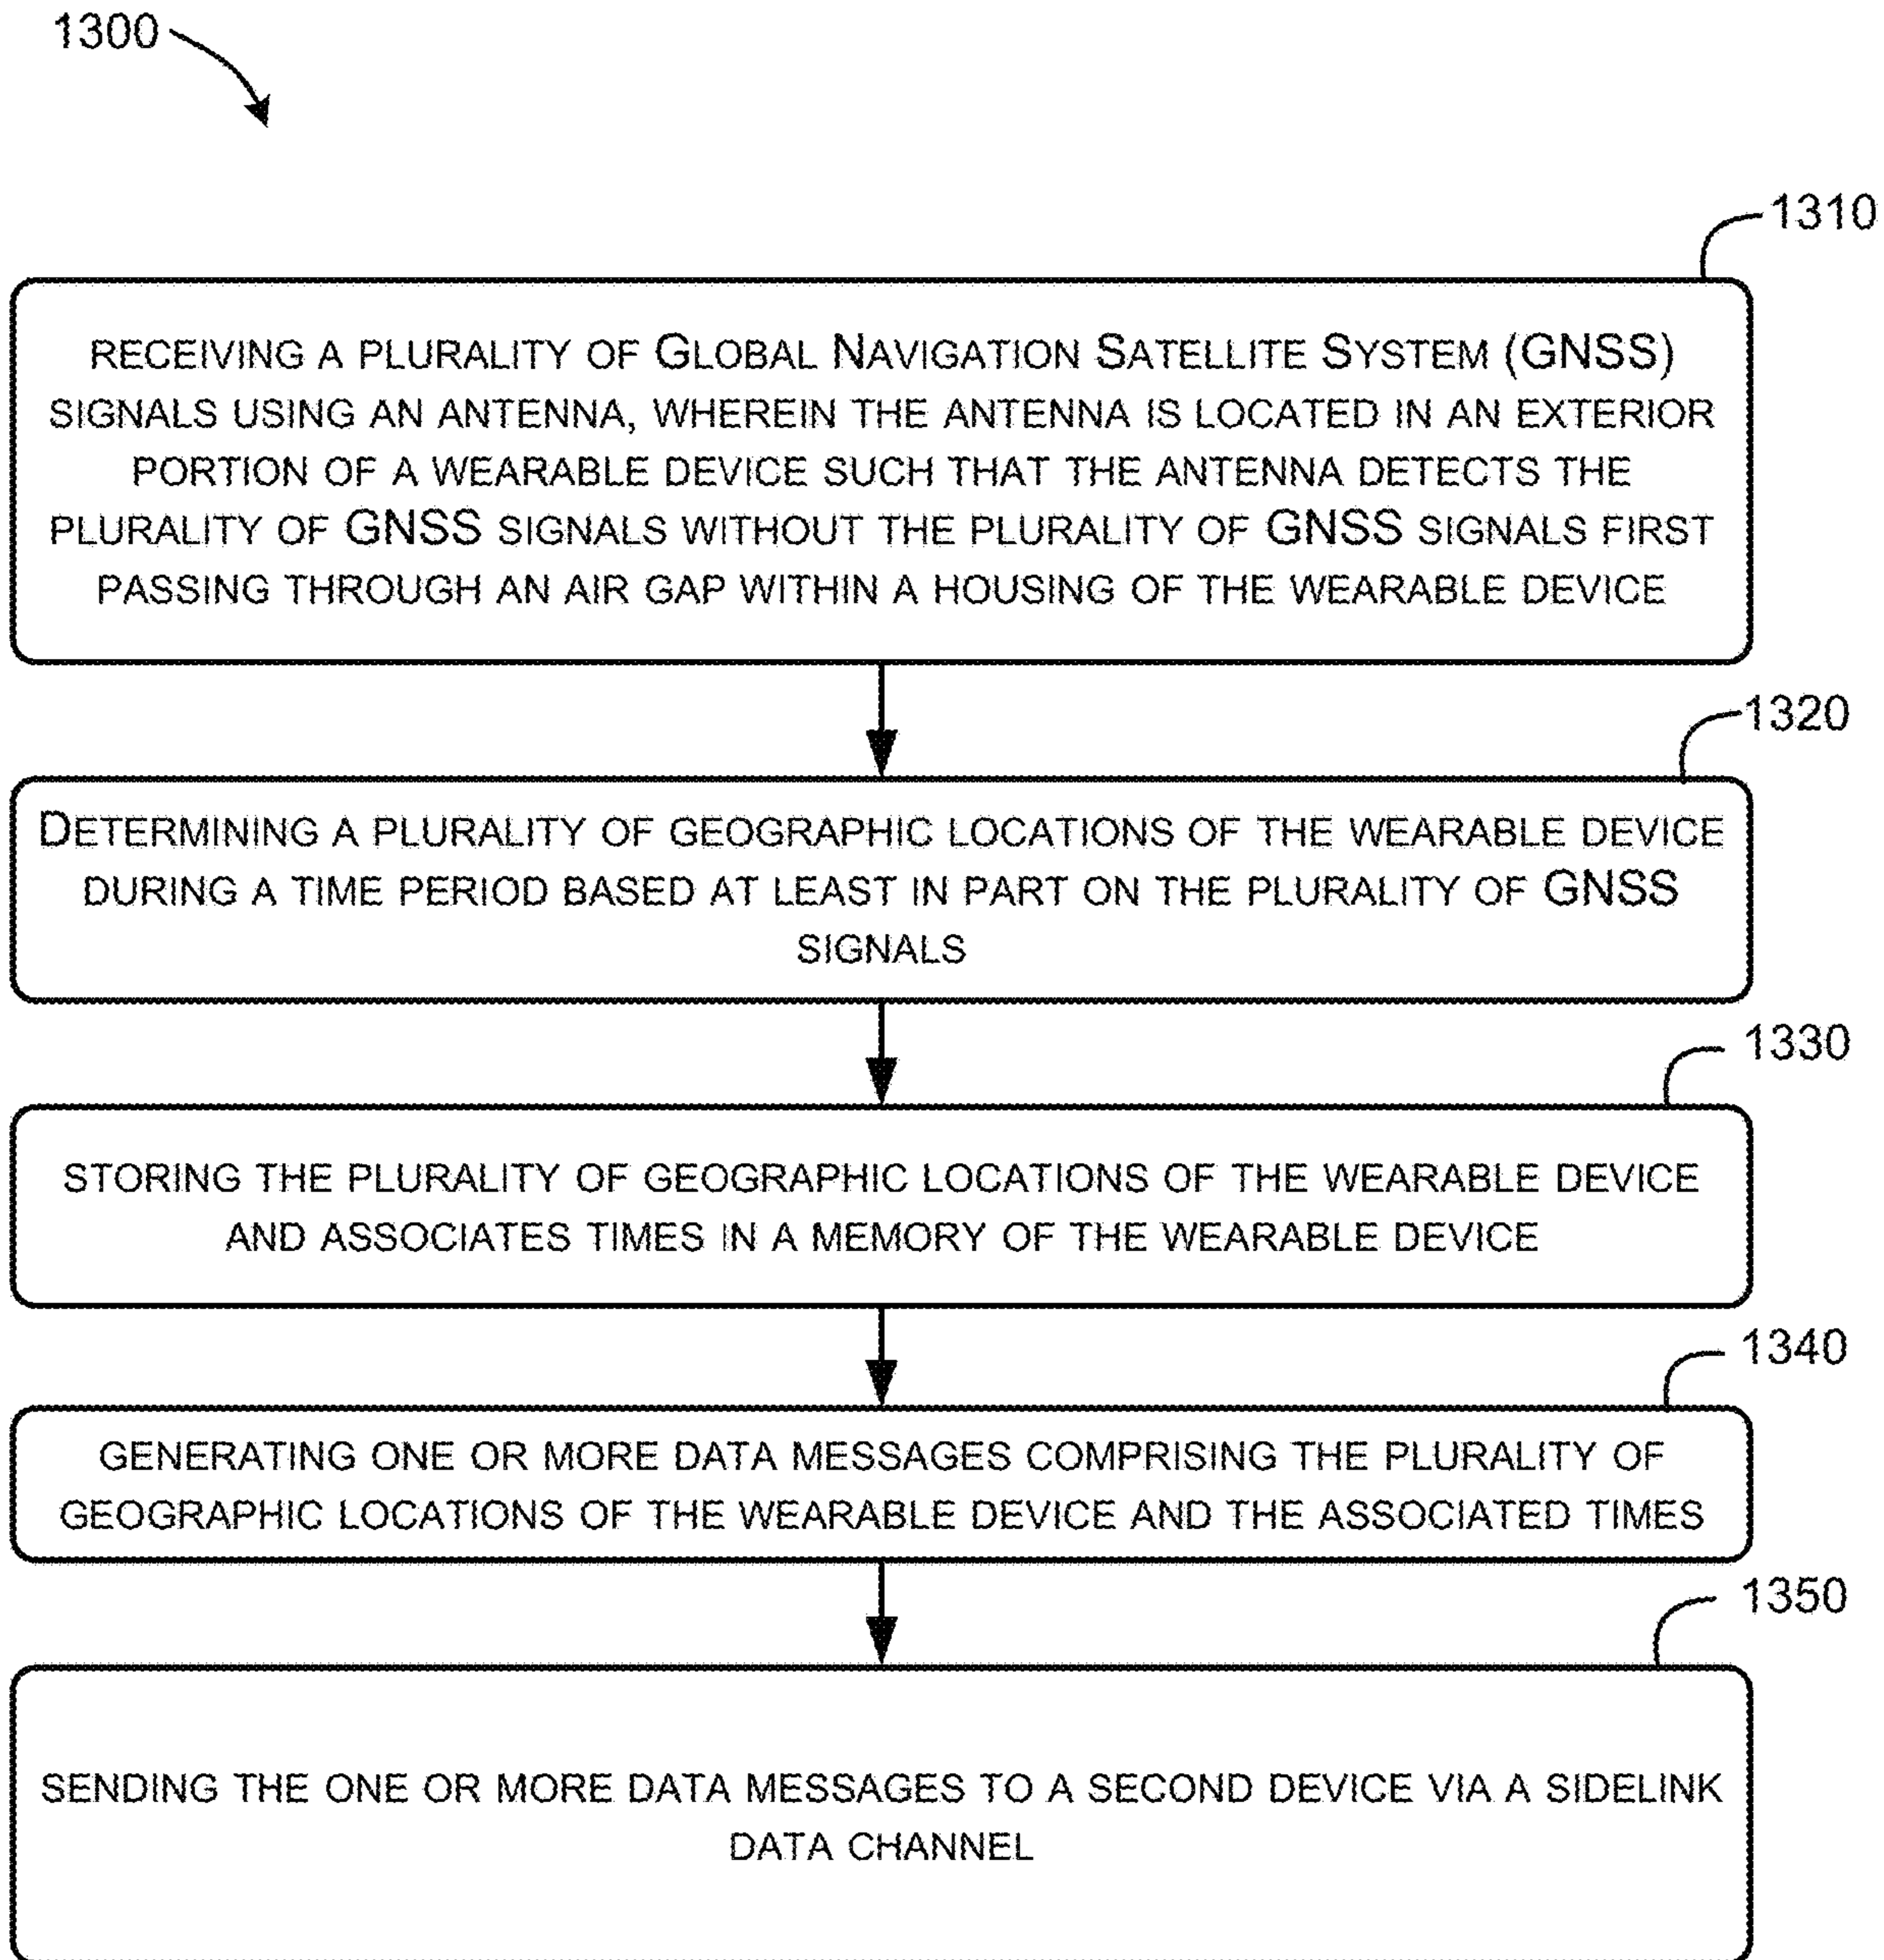 1300
1310
RECEIVING A PLURALITY OF GLOBAL NAVIGATION SATELLITE SYSTEM (GNSS)
SIGNALS USING AN ANTENNA, WHEREIN THE ANTENNA IS LOCATED IN AN EXTERIOR
PORTION OF A WEARABLE DEVICE SUCH THAT THE ANTENNA DETECTS THE
PLURALITY OF GNSS SIGNALS WITHOUT THE PLURALITY OF GNSS SIGNALS FIRST
PASSING THROUGH AN AIR GAP WITHIN A HOUSING OF THE WEARABLE DEVICE
1320
DETERMINING A PLURALITY OF GEOGRAPHIC LOCATIONS OF THE WEARABLE DEVICE
DURING A TIME PERIOD BASED AT LEAST IN PART ON THE PLURALITY OF GNSS
SIGNALS
1330
STORING THE PLURALITY OF GEOGRAPHIC LOCATIONS OF THE WEARABLE DEVICE
AND ASSOCIATES TIMES IN A MEMORY OF THE WEARABLE DEVICE
1340
GENERATING ONE OR MORE DATA MESSAGES COMPRISING THE PLURALITY OF
GEOGRAPHIC LOCATIONS OF THE WEARABLE DEVICE AND THE ASSOCIATED TIMES
1350
SENDING THE ONE OR MORE DATA MESSAGES TO A SECOND DEVICE VIA A SIDELINK
DATA CHANNEL